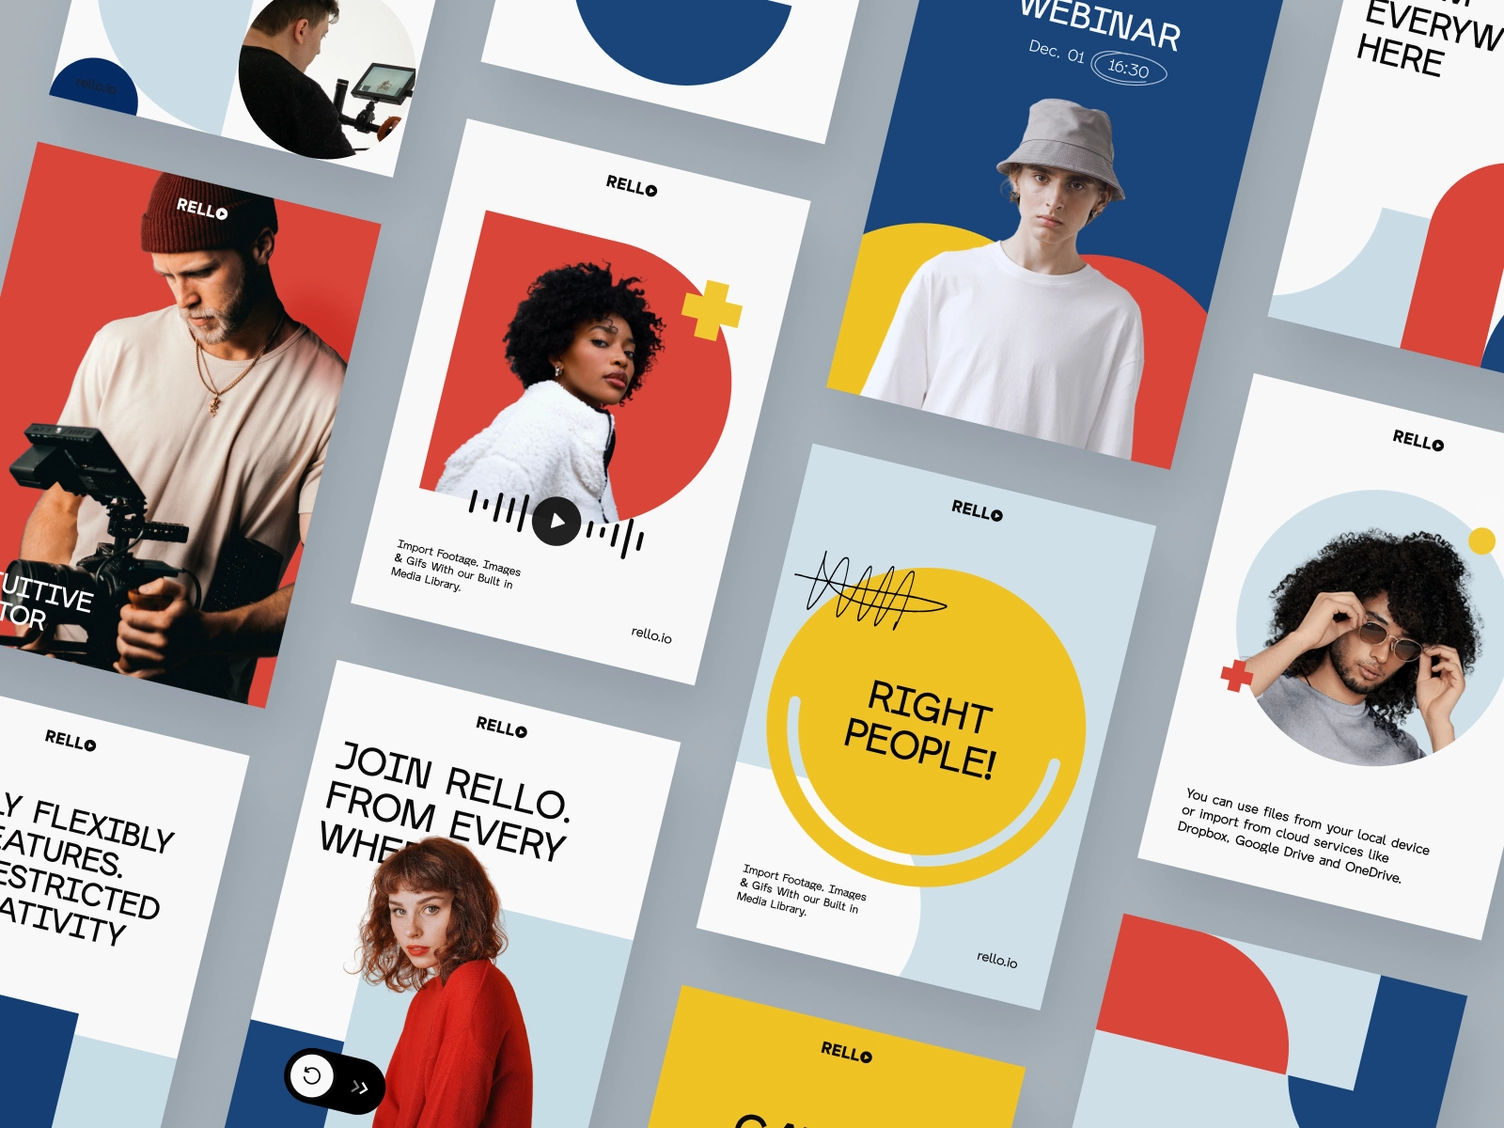 rello.io
WEBINAR
Dec. 01 16:30
EVERYW
HERE
RELLO
UITIVE
TOR
RELLO
Import Footage, Images
& Gifs With our Built in
Media Library.
rello.io
RELLO
RIGHT
PEOPLE!
Import Footage, Images
& Gifs With our Built in
Media Library.
rello.io
RELLO
You can use files from your local device
or import from cloud services like
Dropbox, Google Drive and OneDrive.
RELLO
LY FLEXIBLY
EATURES.
ESTRICTED
ATIVITY
RELLO
JOIN RELLO.
FROM EVERY
WHE
RELLO